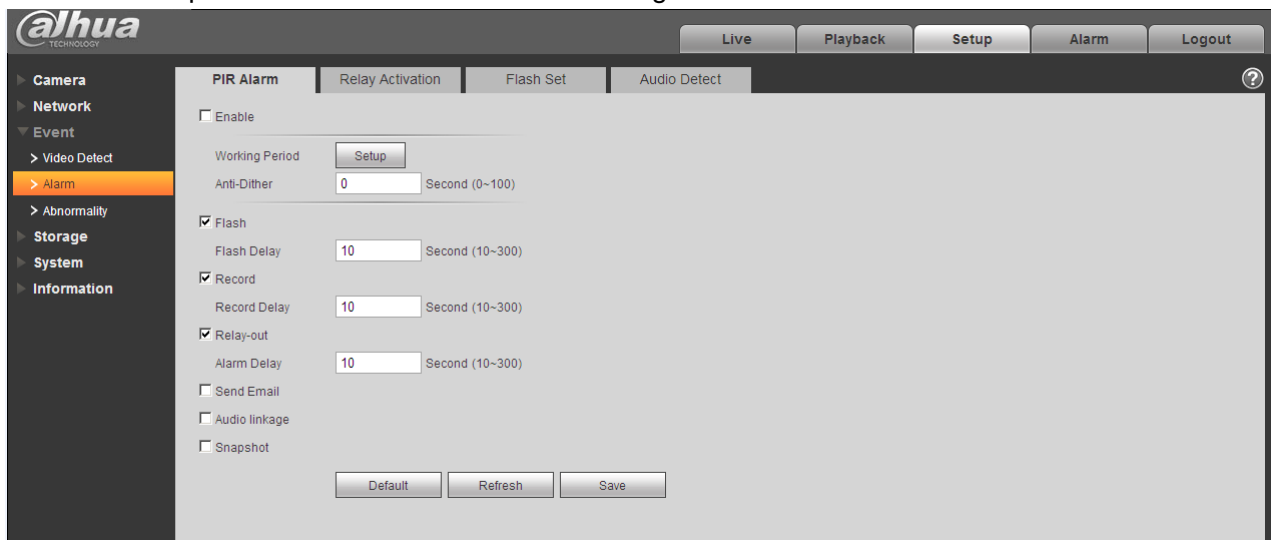 alhua
TECHNOLOGY
Live Playback Setup Alarm Logout
Camera
Network
Event
> Video Detect
> Alarm
> Abnormality
Storage
System
Information
PIR Alarm Relay Activation Flash Set Audio Detect ?
Enable
Working Period Setup
Anti-Dither 0 Second (0~100)
Flash
Flash Delay 10 Second (10~300)
Record
Record Delay 10 Second (10~300)
Relay-out
Alarm Delay 10 Second (10~300)
Send Email
Audio linkage
Snapshot
Default Refresh Save